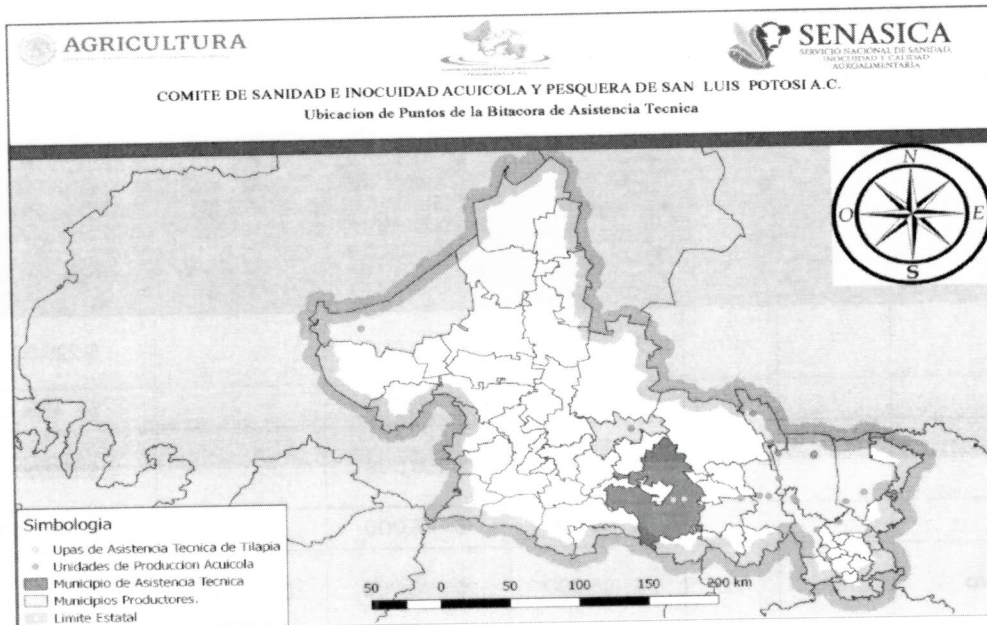 AGRICULTURA
SENASICA
SERVICIO NACIONAL DE SANIDAD,
INOCUIDAD Y CALIDAD
AGROALIMENTARIA
COMITE DE SANIDAD E INOCUIDAD ACUICOLA Y PESQUERA DE SAN LUIS POTOSI A.C.
Ubicacion de Puntos de la Bitacora de Asistencia Tecnica
N
O
E
S
Simbologia
Upas de Asistencia Tecnica de Tilapia
Unidades de Produccion Acuicola
Municipio de Asistencia Tecnica
Municipios Productores.
Limite Estatal
50 0 50 100 150 200 km